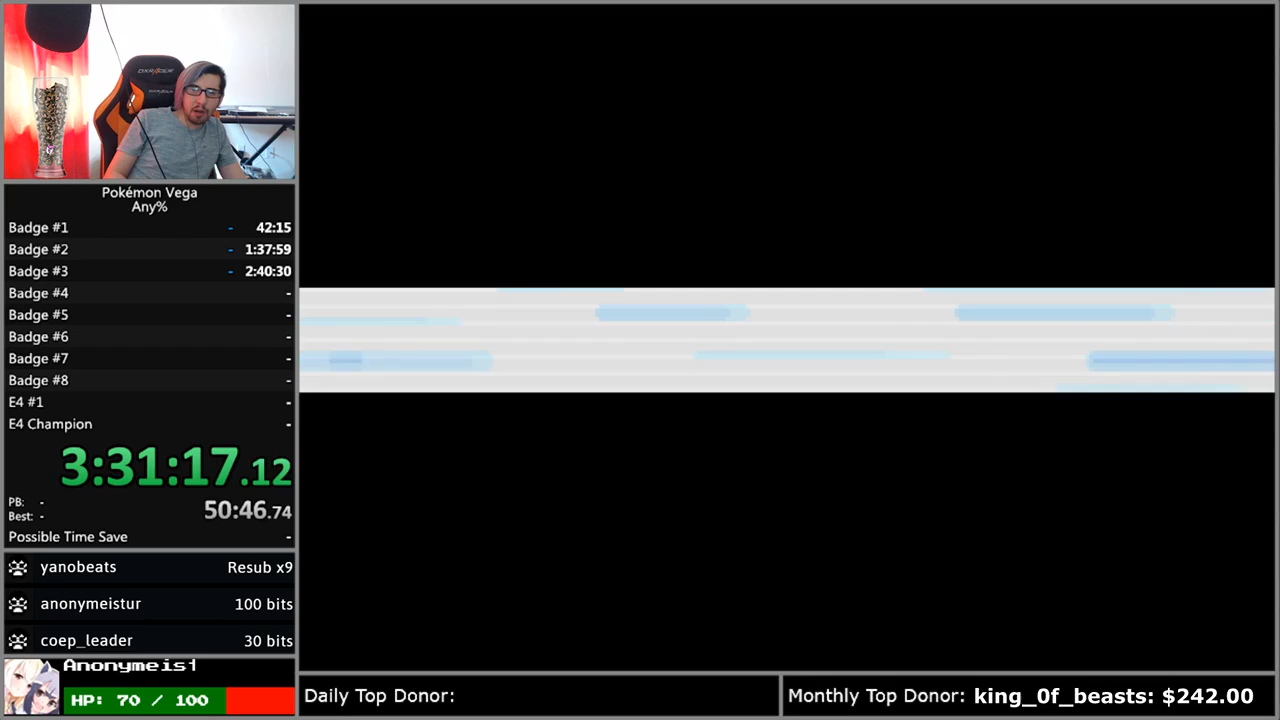 DXRACER
Pokémon Vega
Any%
Badge #1 - 42:15
Badge #2 - 1:37:59
Badge #3 - 2:40:30
Badge #4 -
Badge #5 -
Badge #6 -
Badge #7 -
Badge #8 -
E4 #1 -
E4 Champion -
3:31:17.12
PB: -
Best: -
50:46.74
Possible Time Save -
yanobeats Resub x9
anonymeistur 100 bits
coep_leader 30 bits
Anonymeist
HP: 70 / 100
Daily Top Donor:
Monthly Top Donor: king_0f_beasts: $242.00